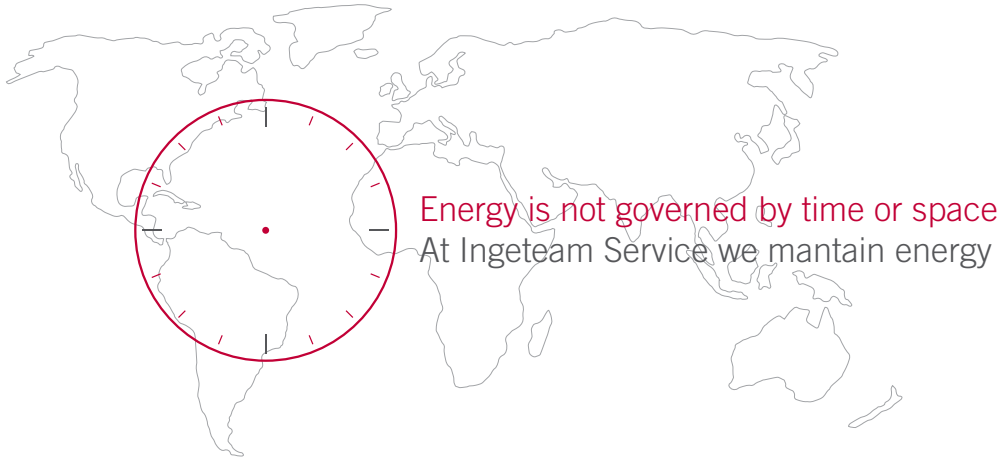 Energy is not governed by time or space
At Ingeteam Service we mantain energy